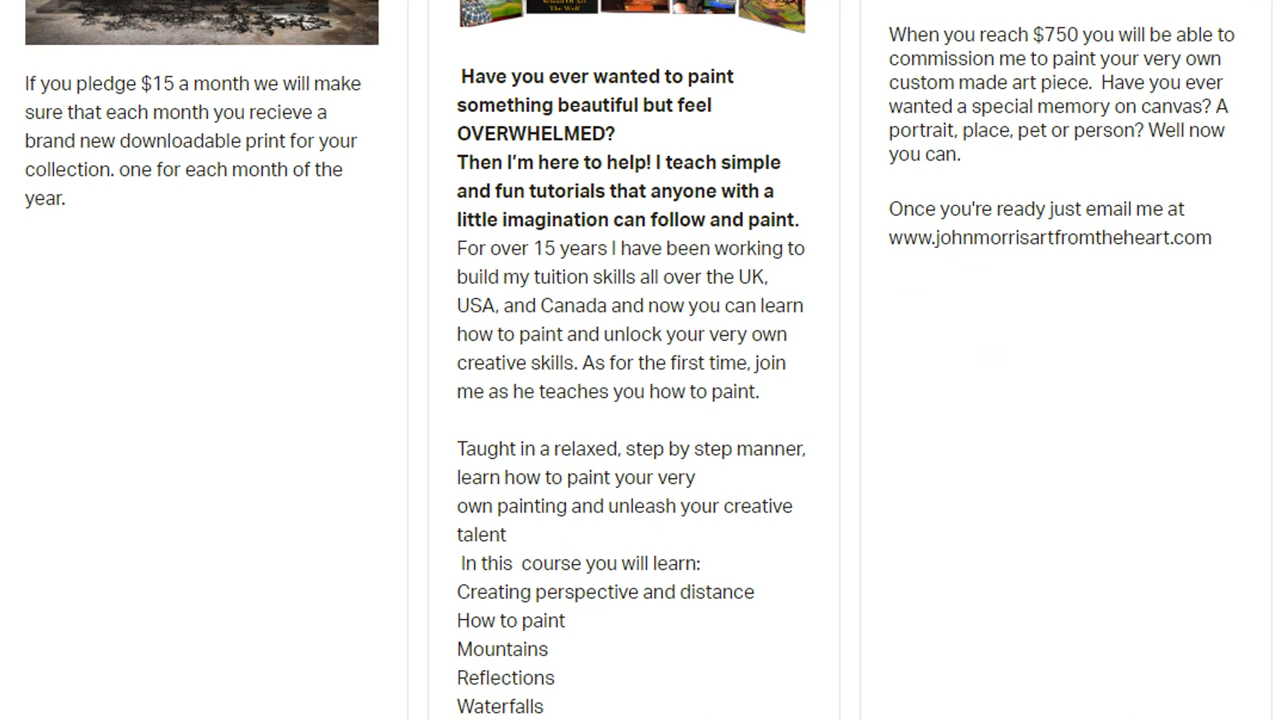 If you pledge $15 a month we will make
sure that each month you recieve a
brand new downloadable print for your
collection. one for each month of the
year.
School Of Art
The Wolf
Have you ever wanted to paint
something beautiful but feel
OVERWHELMED?
Then I'm here to help! I teach simple
and fun tutorials that anyone with a
little imagination can follow and paint.
For over 15 years I have been working to
build my tuition skills all over the UK,
USA, and Canada and now you can learn
how to paint and unlock your very own
creative skills. As for the first time, join
me as he teaches you how to paint.
Taught in a relaxed, step by step manner,
learn how to paint your very
own painting and unleash your creative
talent
In this  course you will learn:
Creating perspective and distance
How to paint
Mountains
Reflections
Waterfalls
When you reach $750 you will be able to
commission me to paint your very own
custom made art piece.  Have you ever
wanted a special memory on canvas? A
portrait, place, pet or person? Well now
you can.
Once you're ready just email me at
www.johnmorrisartfromtheheart.com